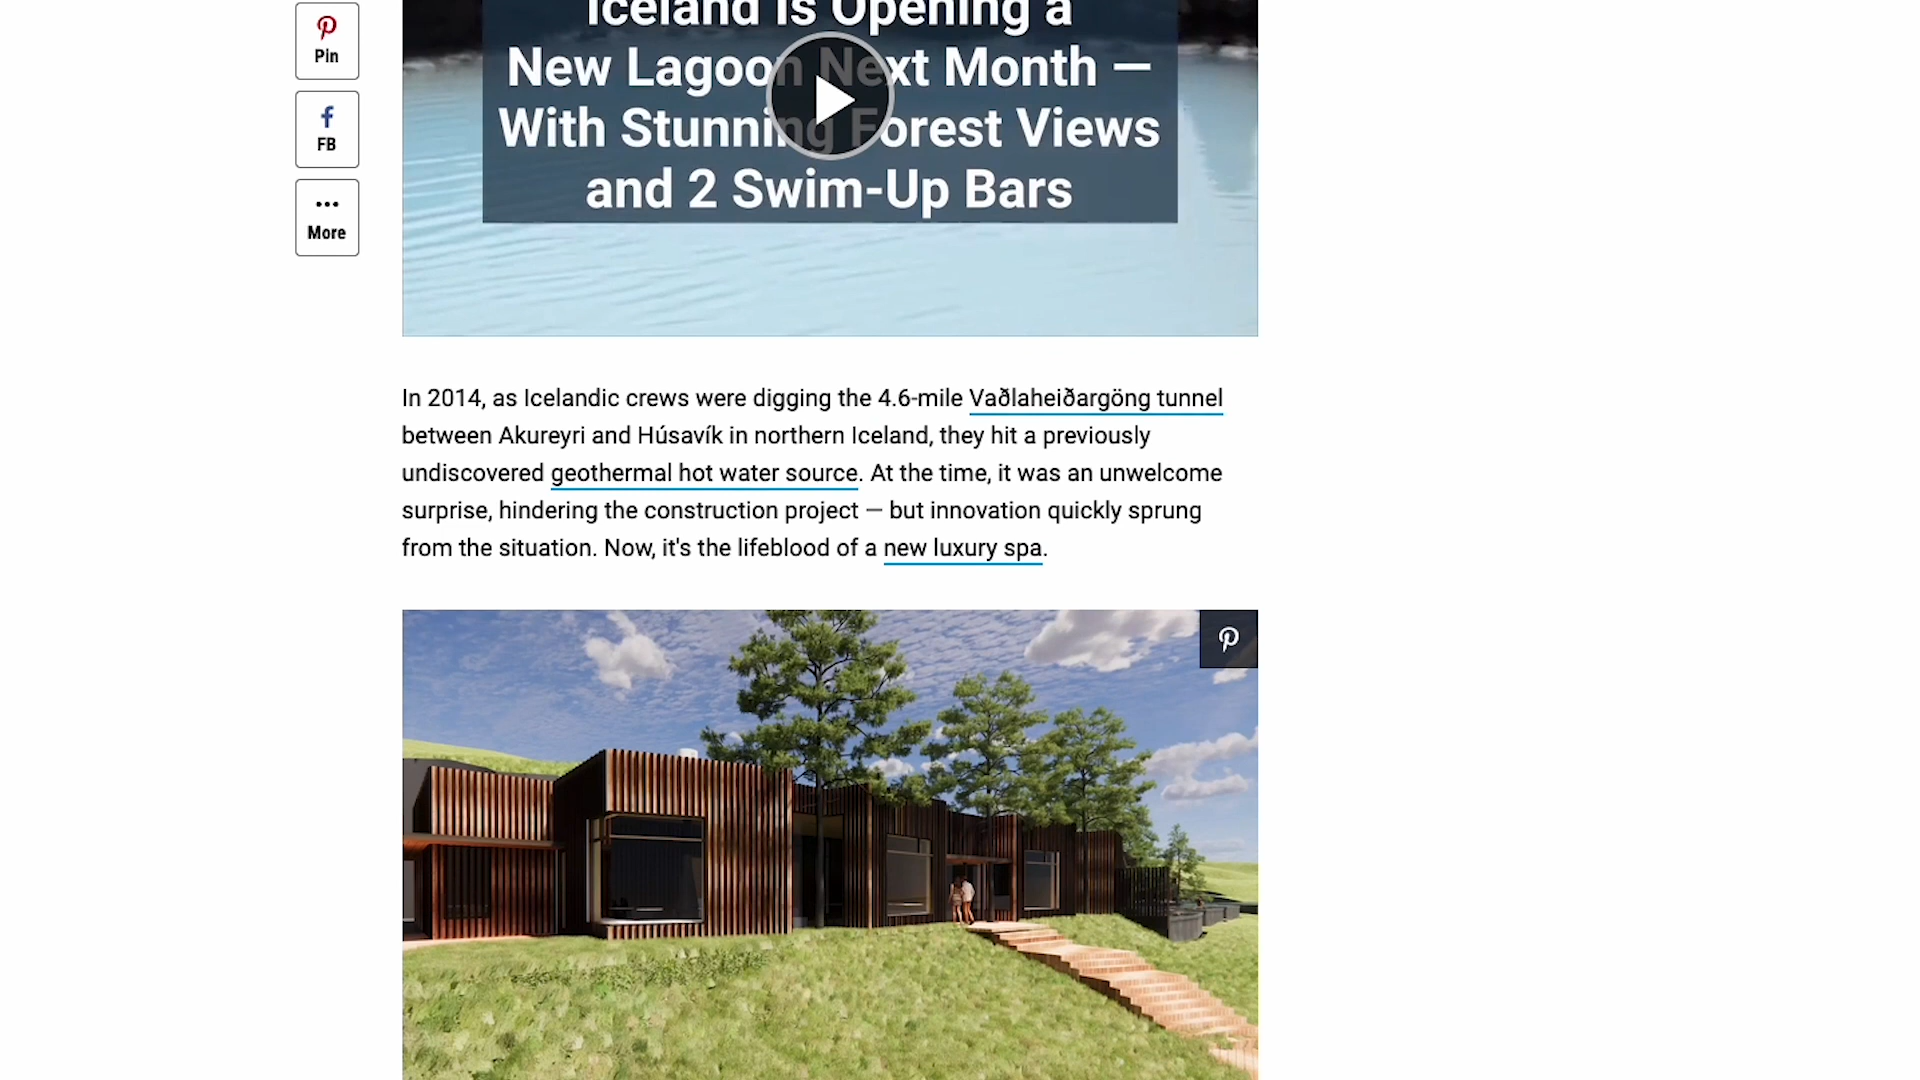 Iceland Is Opening a
New Lagoon Next Month —
With Stunning Forest Views
and 2 Swim-Up Bars
Pin
FB
More
In 2014, as Icelandic crews were digging the 4.6-mile Vaðlaheiðargöng tunnel
between Akureyri and Húsavík in northern Iceland, they hit a previously
undiscovered geothermal hot water source. At the time, it was an unwelcome
surprise, hindering the construction project — but innovation quickly sprung
from the situation. Now, it's the lifeblood of a new luxury spa.